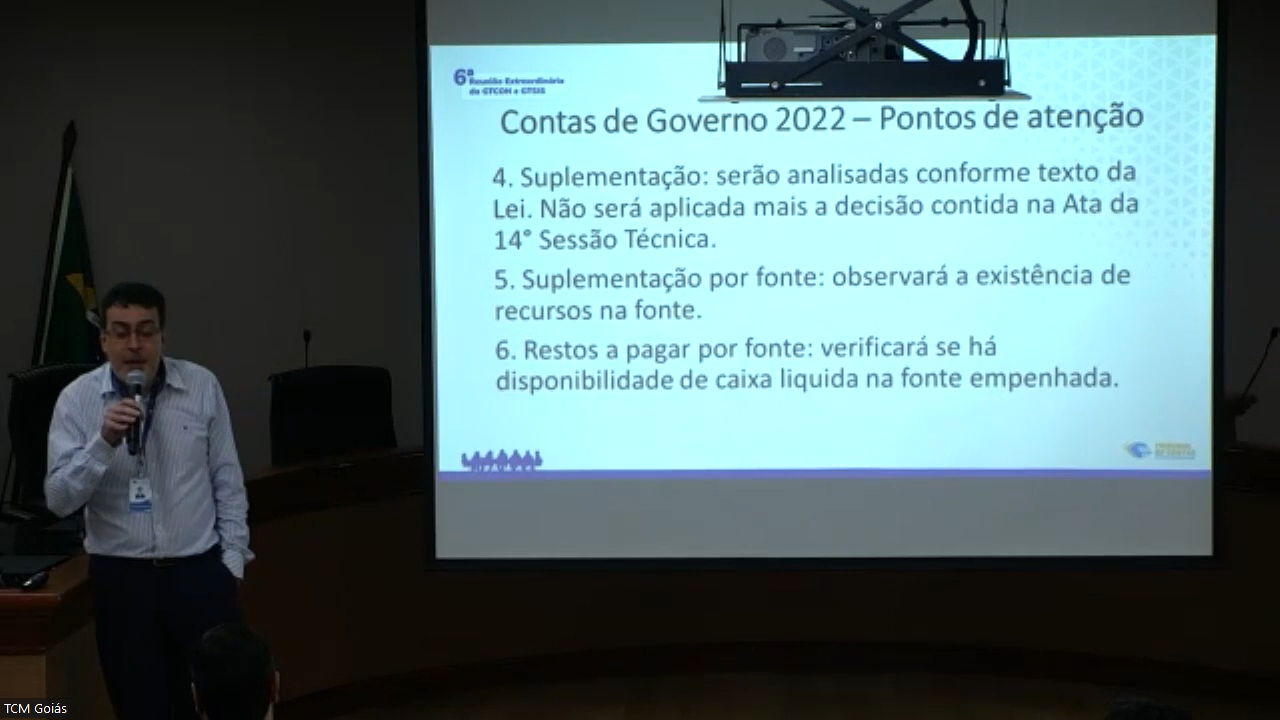 6ª Reunião Extraordinária
da CTCON e CTSIS
Contas de Governo 2022 – Pontos de atenção
4. Suplementação: serão analisadas conforme texto da
Lei. Não será aplicada mais a decisão contida na Ata da
14° Sessão Técnica.
5. Suplementação por fonte: observará a existência de
recursos na fonte.
6. Restos a pagar por fonte: verificará se há
disponibilidade de caixa liquida na fonte empenhada.
TCM Goiás